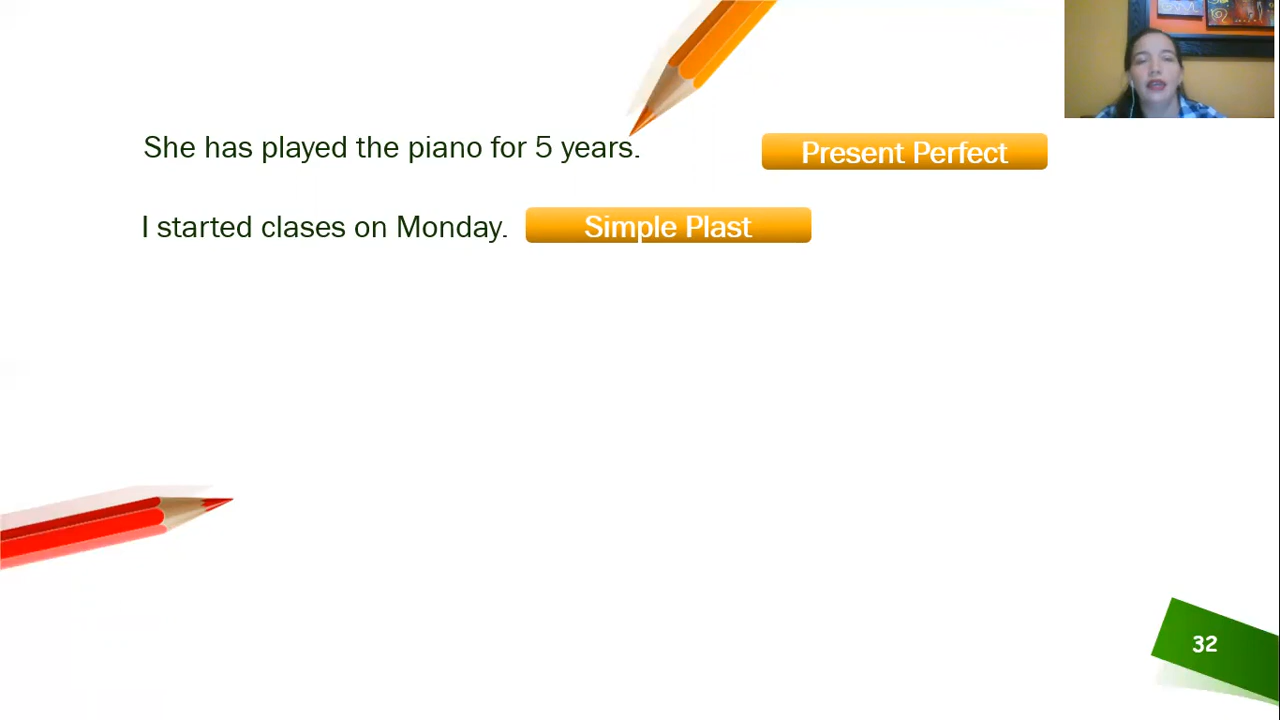 She has played the piano for 5 years.
Present Perfect
I started clases on Monday.
Simple Plast
32